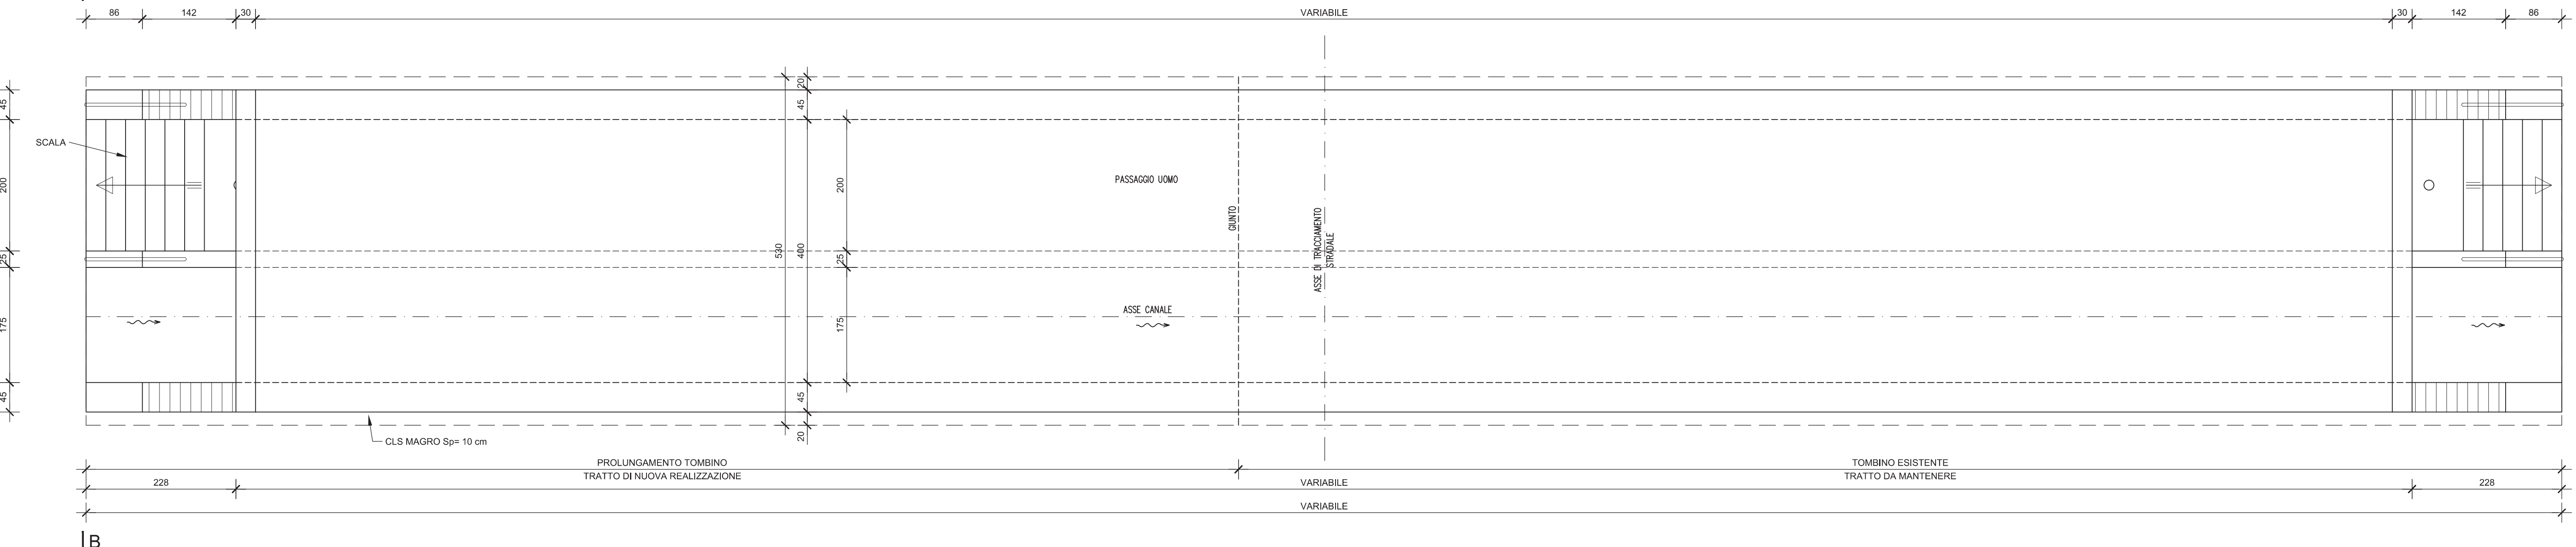 86
142
30
VARIABILE
30
142
86
20
45
45
SCALA
200
200
PASSAGGIO UOMO
GIUNTO
ASSE DI TRACCIAMENTO
STRADALE
530
400
25
25
175
175
ASSE CANALE
45
45
20
CLS MAGRO Sp= 10 cm
PROLUNGAMENTO TOMBINO
TOMBINO ESISTENTE
TRATTO DI NUOVA REALIZZAZIONE
TRATTO DA MANTENERE
228
VARIABILE
228
VARIABILE
B